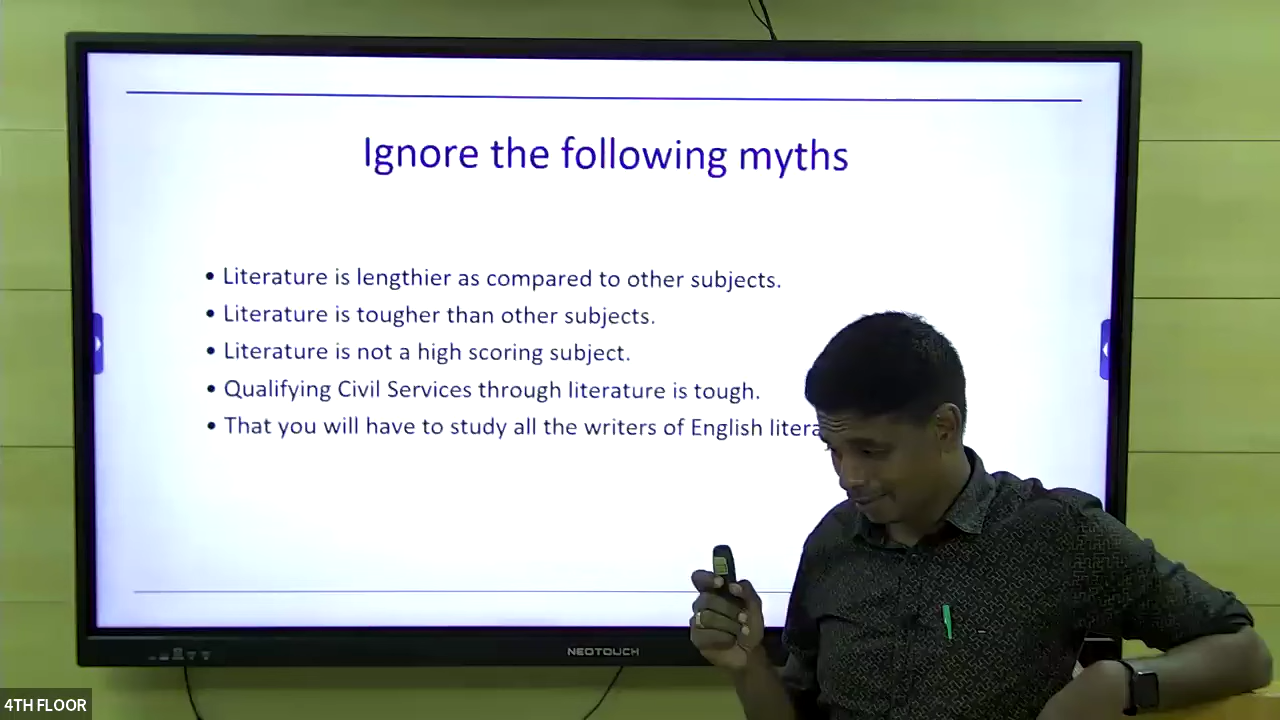 Ignore the following myths
• Literature is lengthier as compared to other subjects.
• Literature is tougher than other subjects.
• Literature is not a high scoring subject.
• Qualifying Civil Services through literature is tough.
• That you will have to study all the writers of English litera
NEOTOUCH
4TH FLOOR